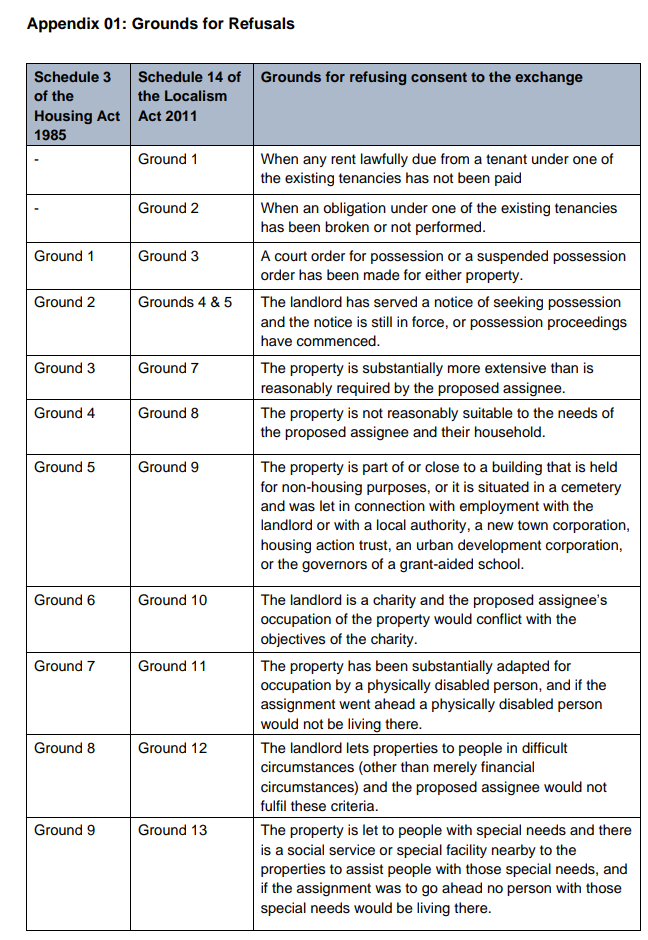 Appendix 01: Grounds for Refusals
Schedule 3
of the
Housing Act
1985
Schedule 14 of
the Localism
Act 2011
Grounds for refusing consent to the exchange
-
Ground 1
When any rent lawfully due from a tenant under one of
the existing tenancies has not been paid
-
Ground 2
When an obligation under one of the existing tenancies
has been broken or not performed.
Ground 1
Ground 3
A court order for possession or a suspended possession
order has been made for either property.
Ground 2
Grounds 4 & 5
The landlord has served a notice of seeking possession
and the notice is still in force, or possession proceedings
have commenced.
Ground 3
Ground 7
The property is substantially more extensive than is
reasonably required by the proposed assignee.
Ground 4
Ground 8
The property is not reasonably suitable to the needs of
the proposed assignee and their household.
Ground 5
Ground 9
The property is part of or close to a building that is held
for non-housing purposes, or it is situated in a cemetery
and was let in connection with employment with the
landlord or with a local authority, a new town corporation,
housing action trust, an urban development corporation,
or the governors of a grant-aided school.
Ground 6
Ground 10
The landlord is a charity and the proposed assignee's
occupation of the property would conflict with the
objectives of the charity.
Ground 7
Ground 11
The property has been substantially adapted for
occupation by a physically disabled person, and if the
assignment went ahead a physically disabled person
would not be living there.
Ground 8
Ground 12
The landlord lets properties to people in difficult
circumstances (other than merely financial
circumstances) and the proposed assignee would not
fulfil these criteria.
Ground 9
Ground 13
The property is let to people with special needs and there
is a social service or special facility nearby to the
properties to assist people with those special needs, and
if the assignment was to go ahead no person with those
special needs would be living there.